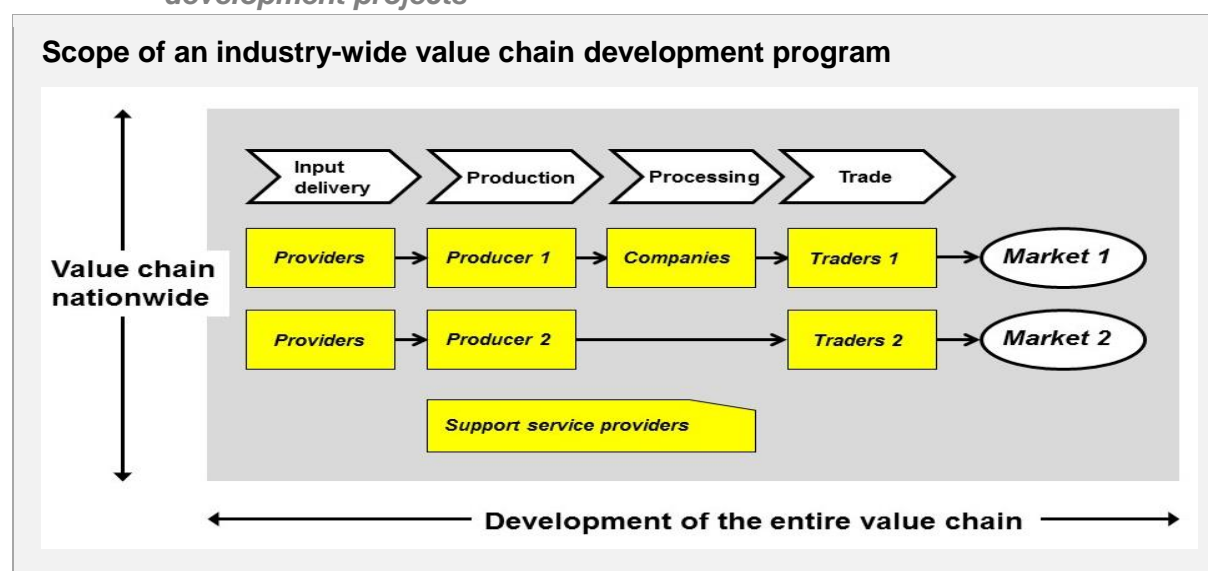 development projects
Scope of an industry-wide value chain development program
Input
delivery
Production
Processing
Trade
Value chain
nationwide
Providers
Producer 1
Companies
Traders 1
Market 1
Providers
Producer 2
Traders 2
Market 2
Support service providers
Development of the entire value chain